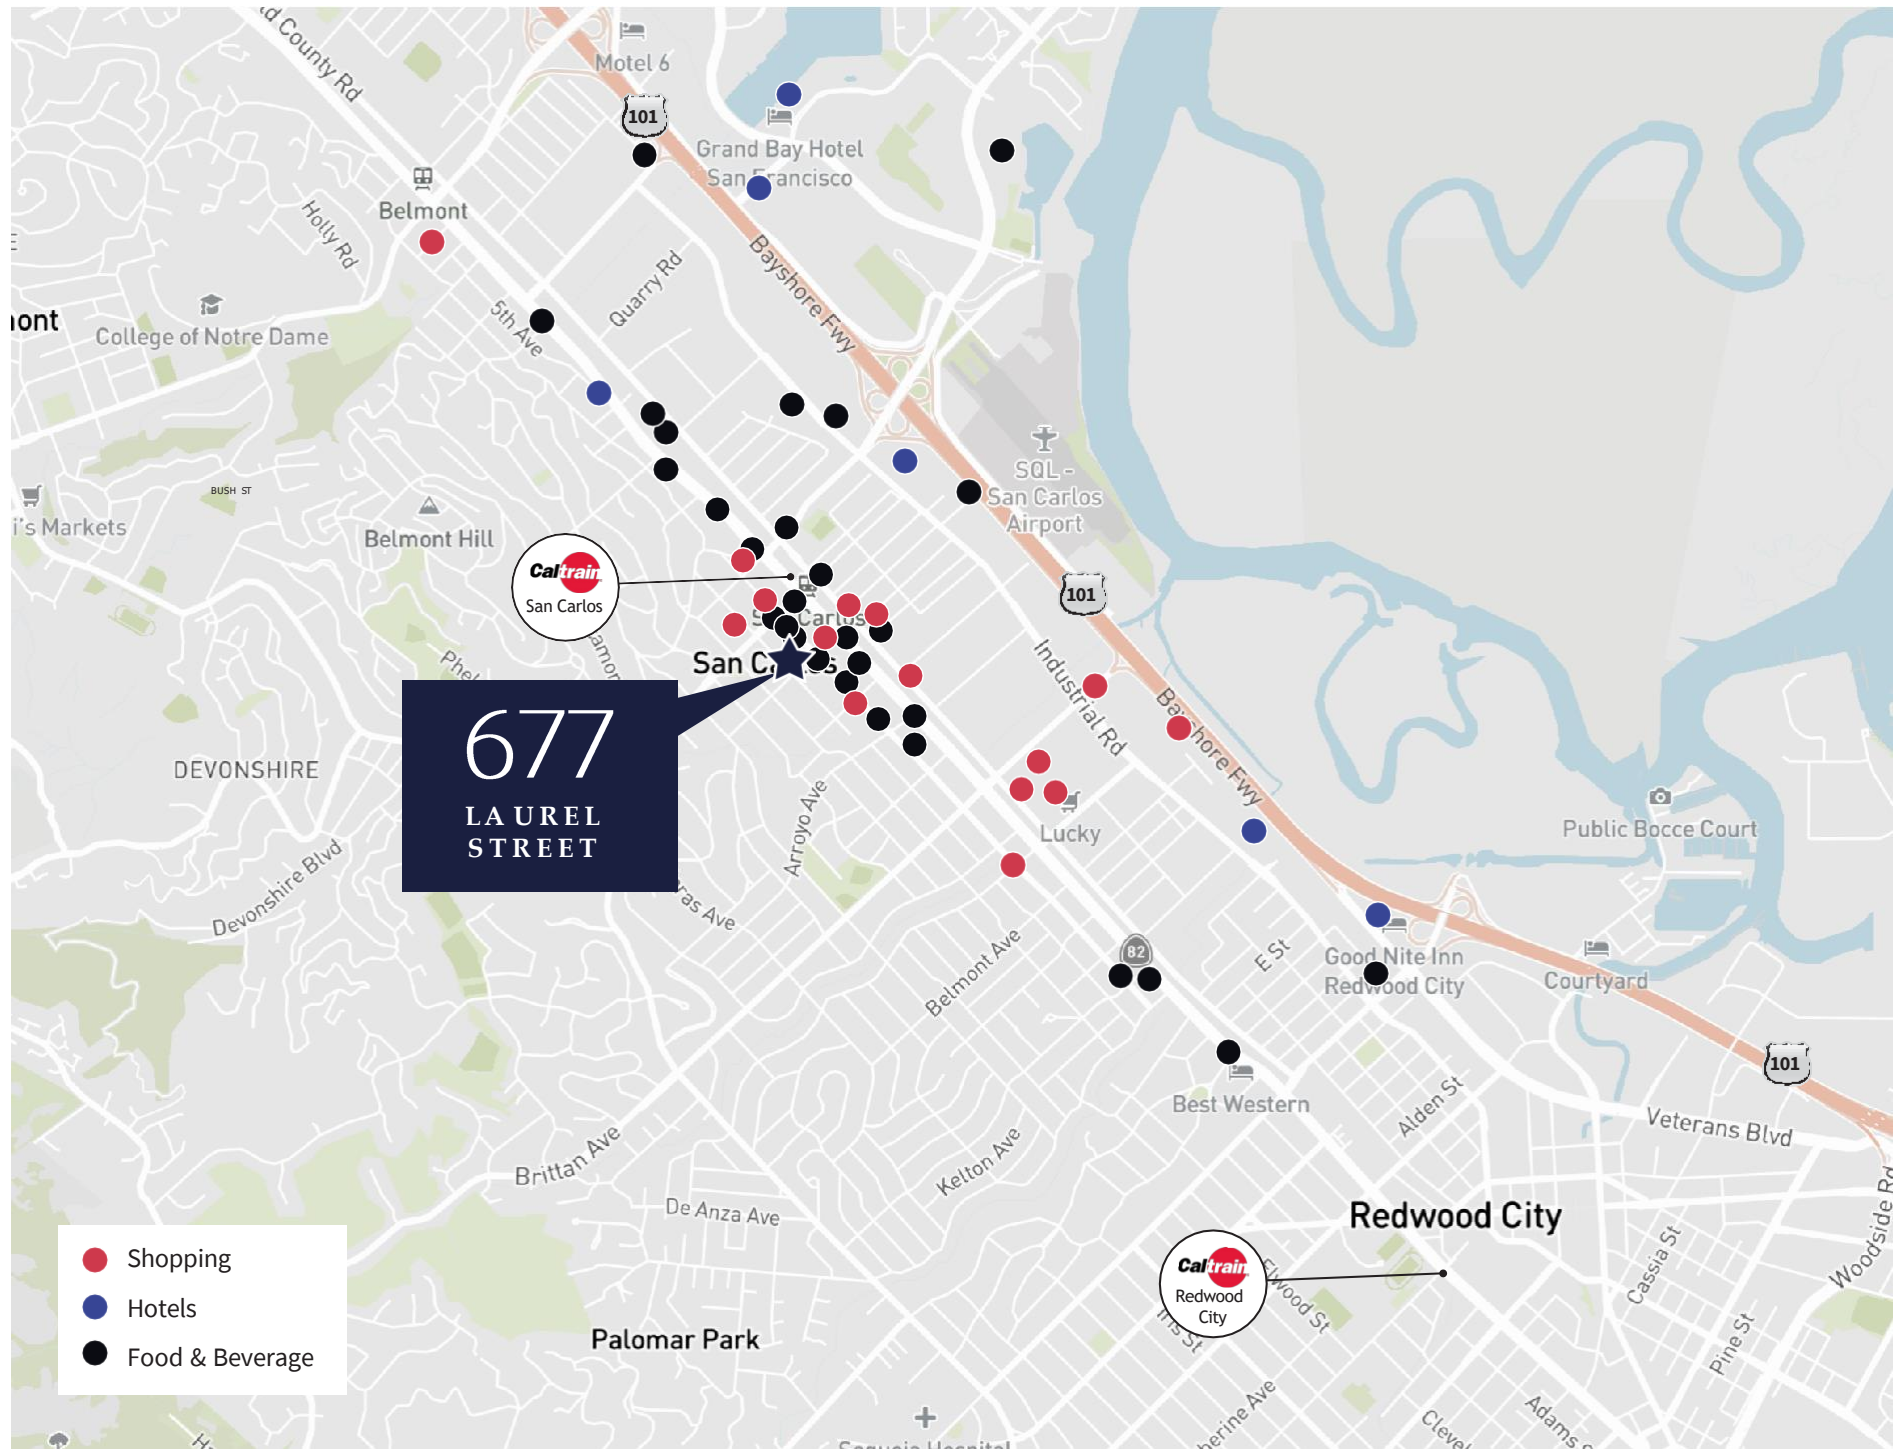 d County Rd
Motel 6
101
Grand Bay Hotel
San Francisco
Belmont
Holly Rd
Quarry Rd
Bayshore Fwy
5th Ave
College of Notre Dame
SQL -
San Carlos
Airport
BUSH ST
i's Markets
Belmont Hill
Caltrain
San Carlos
101
San Carlos
Industrial Rd
Bayshore Fwy
677
LAUREL
STREET
DEVONSHIRE
Devonshire Blvd
Arroyo Ave
Lucky
Public Bocce Court
Belmont Ave
82
E St
Good Nite Inn
Redwood City
Courtyard
101
Best Western
Alden St
Veterans Blvd
Brittan Ave
Kelton Ave
De Anza Ave
Redwood City
Woodside Rd
Cassia St
Caltrain
Redwood
City
Elwood St
Iris St
Pine St
Palomar Park
Adams S
Shopping
Hotels
Food & Beverage